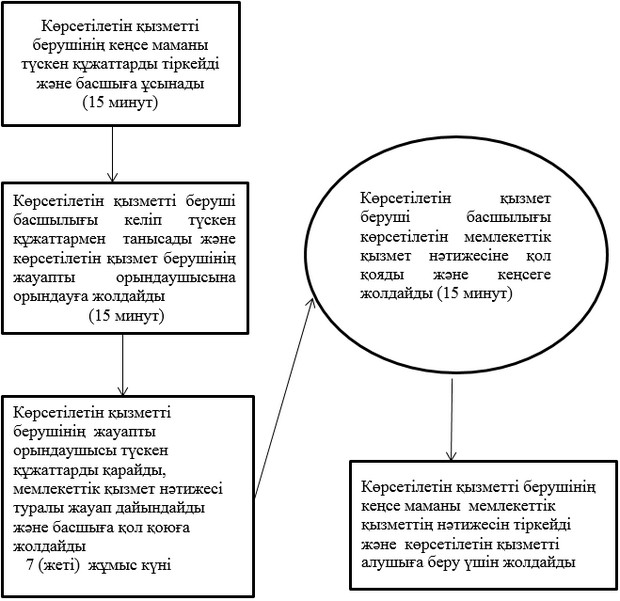 Көрсетілетін қызметті
берушінің кеңсе маманы
түскен құжаттарды тіркейді
және басшыға ұсынады
(15 минут)
Көрсетілетін қызметті беруші
басшылығы келіп түскен
құжаттармен танысады және
көрсетілетін қызмет берушінің
жауапты орындаушысына
орындауға жолдайды
(15 минут)
Көрсетілетін қызметті
берушінің жауапты
орындаушысы түскен
құжаттарды қарайды,
мемлекеттік қызмет нәтижесі
туралы жауап дайындайды
және басшыға қол қоюға
жолдайды
7 (жеті) жұмыс күні
Көрсетілетін қызмет
беруші басшылығы
көрсетілетін мемлекеттік
қызмет нәтижесіне қол
қояды және кеңсеге
жолдайды (15 минут)
Көрсетілетін қызметті берушінің
кеңсе маманы мемлекеттік
қызметтің нәтижесін тіркейді
және көрсетілетін қызметті
алушыға беру үшін жолдайды